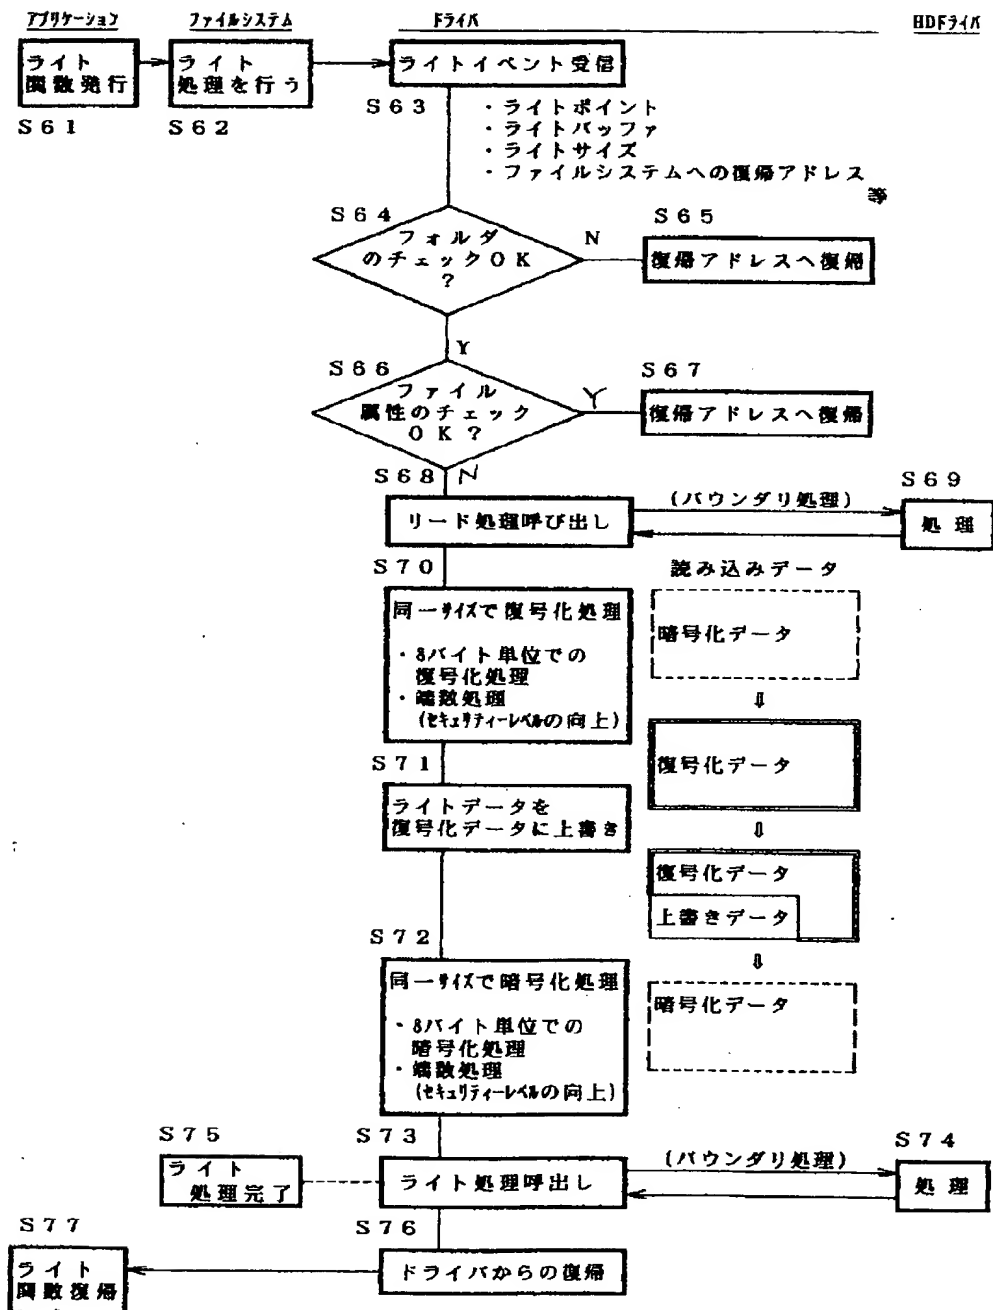 アプリケーション
ファイルシステム
ドライバ
HDドライバ
ライト
関数発行
S61
ライト
処理を行う
S62
ライトイベント受信
S63
・ライトポイント
・ライトバッファ
・ライトサイズ
・ファイルシステムへの復帰アドレス
等
S64
フォルダ
のチェックOK
?
N
S65
復帰アドレスへ復帰
Y
S66
ファイル
属性のチェック
OK?
Y
S67
復帰アドレスへ復帰
N
S68
リード処理呼び出し
(バウンダリ処理)
S69
処理
S70
同一サイズで復号化処理
・8バイト単位での
復号化処理
・端数処理
(セキュリティーレベルの向上)
読み込みデータ
暗号化データ
⇩
復号化データ
⇩
復号化データ
上書きデータ
⇩
暗号化データ
S71
ライトデータを
復号化データに上書き
S72
同一サイズで暗号化処理
・8バイト単位での
暗号化処理
・端数処理
(セキュリティーレベルの向上)
S73
ライト処理呼出し
(バウンダリ処理)
S74
処理
S75
ライト
処理完了
S76
ドライバからの復帰
S77
ライト
関数復帰